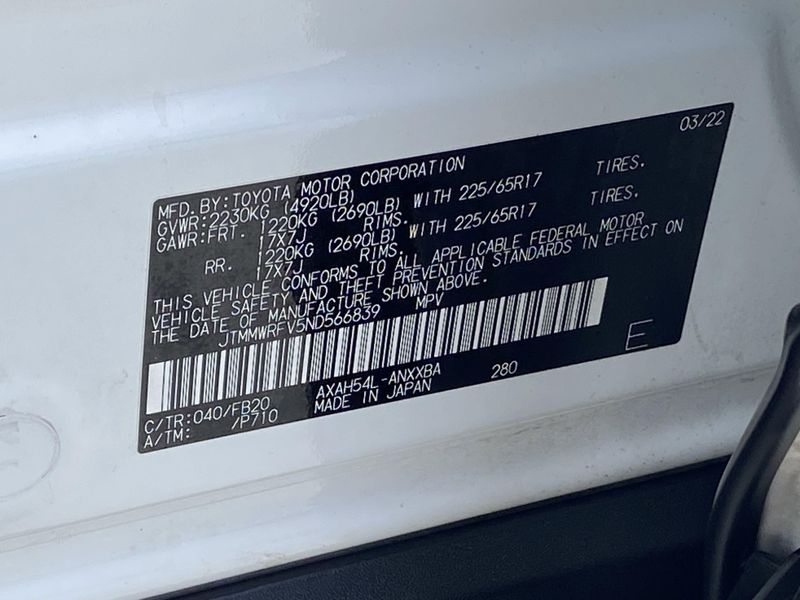 03/22
MFD.BY:TOYOTA MOTOR CORPORATION
GVWR:2230KG (4920LB)
GAWR:FRT. 1220KG (2690LB) WITH 225/65R17 TIRES.
17X7J RIMS.
RR. 1220KG (2690LB) WITH 225/65R17 TIRES.
17X7J RIMS.
THIS VEHICLE CONFORMS TO ALL APPLICABLE FEDERAL MOTOR
VEHICLE SAFETY AND THEFT PREVENTION STANDARDS IN EFFECT ON
THE DATE OF MANUFACTURE SHOWN ABOVE.
JTMMWRFV5ND566839 MPV
C/TR:040/FB20 AXAH54L-ANXXBA 280
A/TM: /P710 MADE IN JAPAN
E